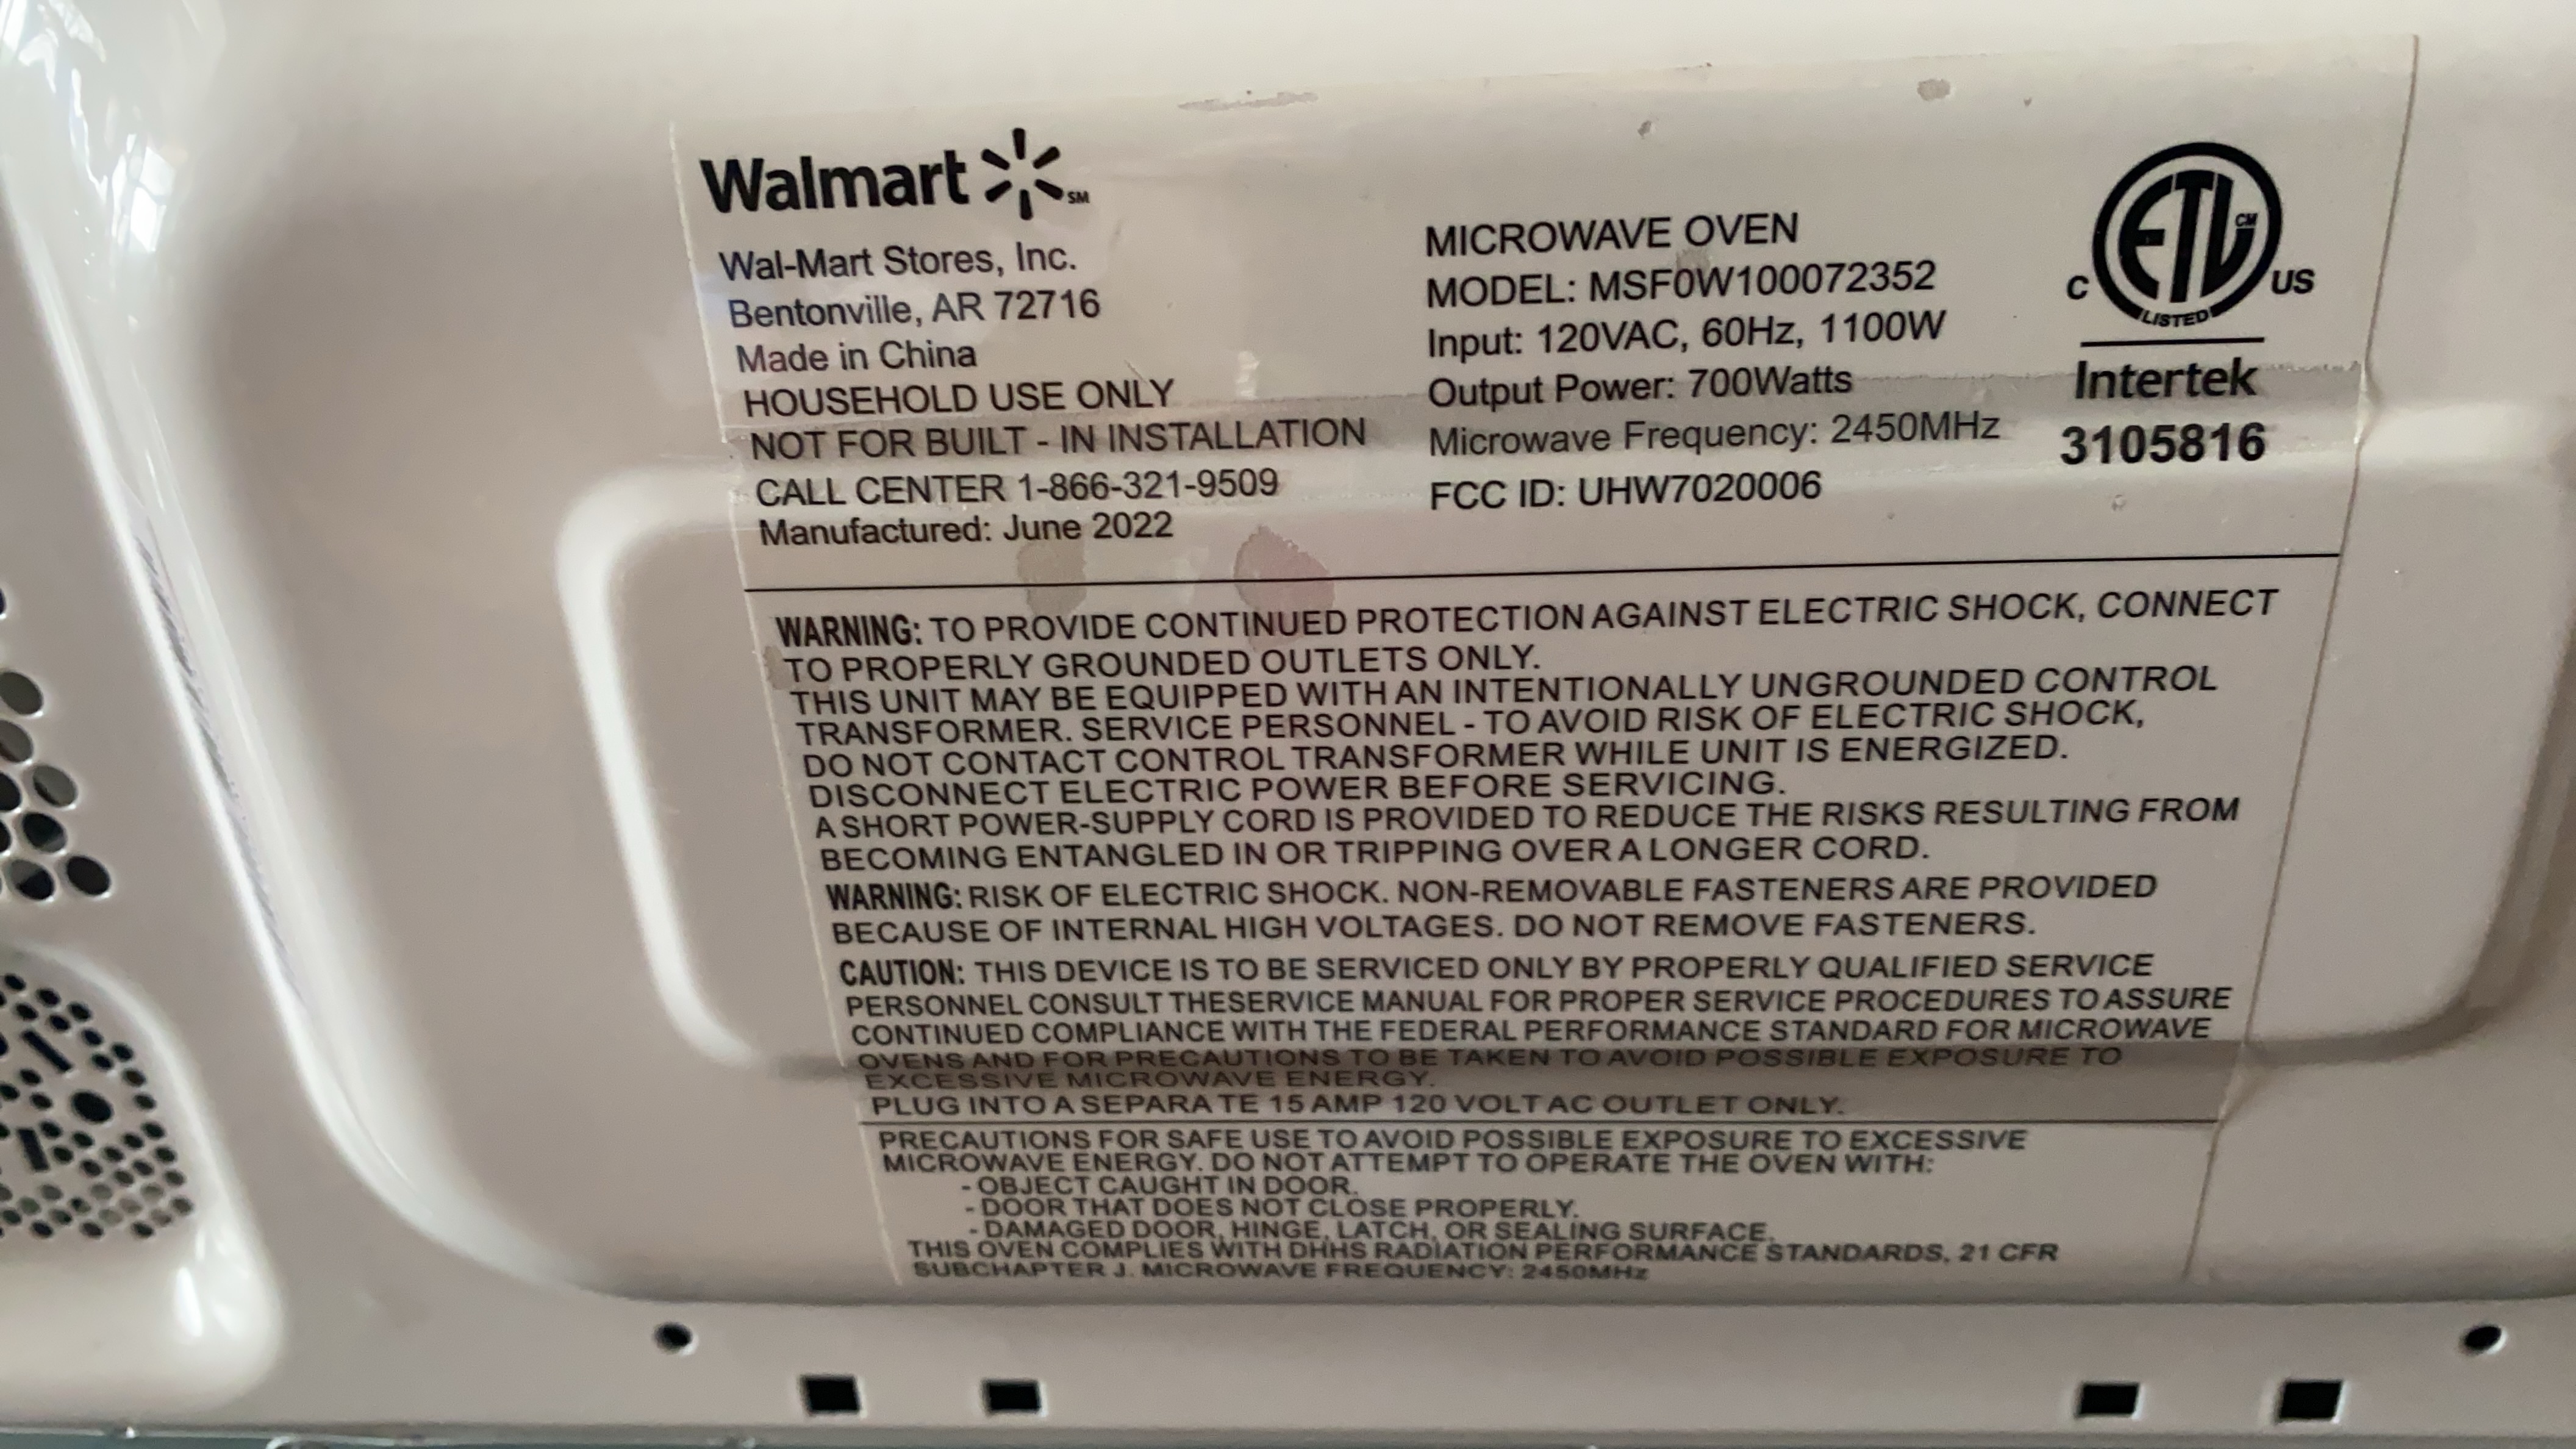 Walmart SM
Wal-Mart Stores, Inc.
Bentonville, AR 72716
Made in China
HOUSEHOLD USE ONLY
NOT FOR BUILT - IN INSTALLATION
CALL CENTER 1-866-321-9509
Manufactured: June 2022
MICROWAVE OVEN
MODEL: MSF0W100072352
Input: 120VAC, 60Hz, 1100W
Output Power: 700Watts
Microwave Frequency: 2450MHz
FCC ID: UHW7020006
ETL CM
C US
LISTED
Intertek
3105816
WARNING: TO PROVIDE CONTINUED PROTECTION AGAINST ELECTRIC SHOCK, CONNECT
TO PROPERLY GROUNDED OUTLETS ONLY.
THIS UNIT MAY BE EQUIPPED WITH AN INTENTIONALLY UNGROUNDED CONTROL
TRANSFORMER. SERVICE PERSONNEL - TO AVOID RISK OF ELECTRIC SHOCK,
DO NOT CONTACT CONTROL TRANSFORMER WHILE UNIT IS ENERGIZED.
DISCONNECT ELECTRIC POWER BEFORE SERVICING.
A SHORT POWER-SUPPLY CORD IS PROVIDED TO REDUCE THE RISKS RESULTING FROM
BECOMING ENTANGLED IN OR TRIPPING OVER A LONGER CORD.
WARNING: RISK OF ELECTRIC SHOCK. NON-REMOVABLE FASTENERS ARE PROVIDED
BECAUSE OF INTERNAL HIGH VOLTAGES. DO NOT REMOVE FASTENERS.
CAUTION: THIS DEVICE IS TO BE SERVICED ONLY BY PROPERLY QUALIFIED SERVICE
PERSONNEL CONSULT THESERVICE MANUAL FOR PROPER SERVICE PROCEDURES TO ASSURE
CONTINUED COMPLIANCE WITH THE FEDERAL PERFORMANCE STANDARD FOR MICROWAVE
OVENS AND FOR PRECAUTIONS TO BE TAKEN TO AVOID POSSIBLE EXPOSURE TO
EXCESSIVE MICROWAVE ENERGY.
PLUG INTO A SEPARATE 15 AMP 120 VOLT AC OUTLET ONLY.
PRECAUTIONS FOR SAFE USE TO AVOID POSSIBLE EXPOSURE TO EXCESSIVE
MICROWAVE ENERGY. DO NOT ATTEMPT TO OPERATE THE OVEN WITH:
- OBJECT CAUGHT IN DOOR.
- DOOR THAT DOES NOT CLOSE PROPERLY.
- DAMAGED DOOR, HINGE, LATCH, OR SEALING SURFACE.
THIS OVEN COMPLIES WITH DHHS RADIATION PERFORMANCE STANDARDS, 21 CFR
SUBCHAPTER J. MICROWAVE FREQUENCY: 2450MHz